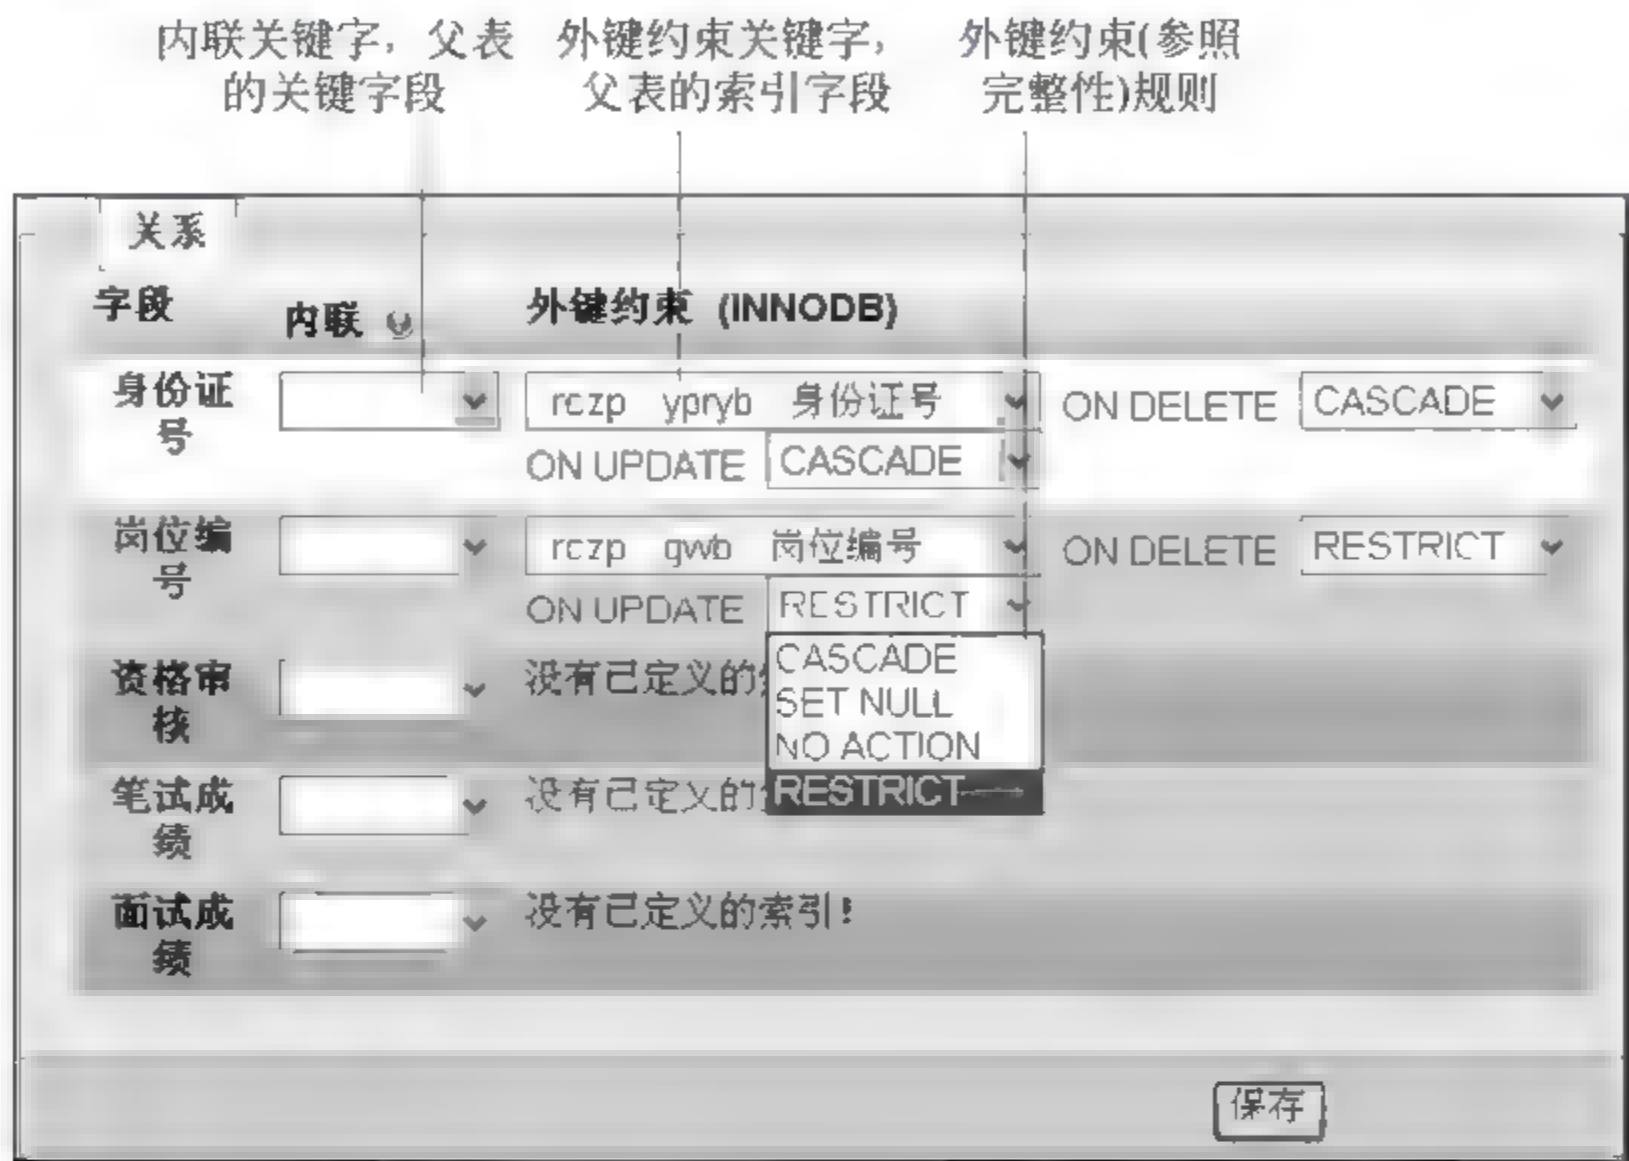 内联关键字，父表
的关键字段
外键约束关键字，
父表的索引字段
外键约束(参照
完整性)规则
关系
字段
内联
外键约束 (INNODB)
身份证
号
rczp ypryb 身份证号
ON DELETE
CASCADE
ON UPDATE
CASCADE
岗位编
号
rczp gwb 岗位编号
ON DELETE
RESTRICT
ON UPDATE
RESTRICT
CASCADE
SET NULL
NO ACTION
RESTRICT
资格审
核
没有已定义的
笔试成
绩
没有已定义的
面试成
绩
没有已定义的索引!
保存